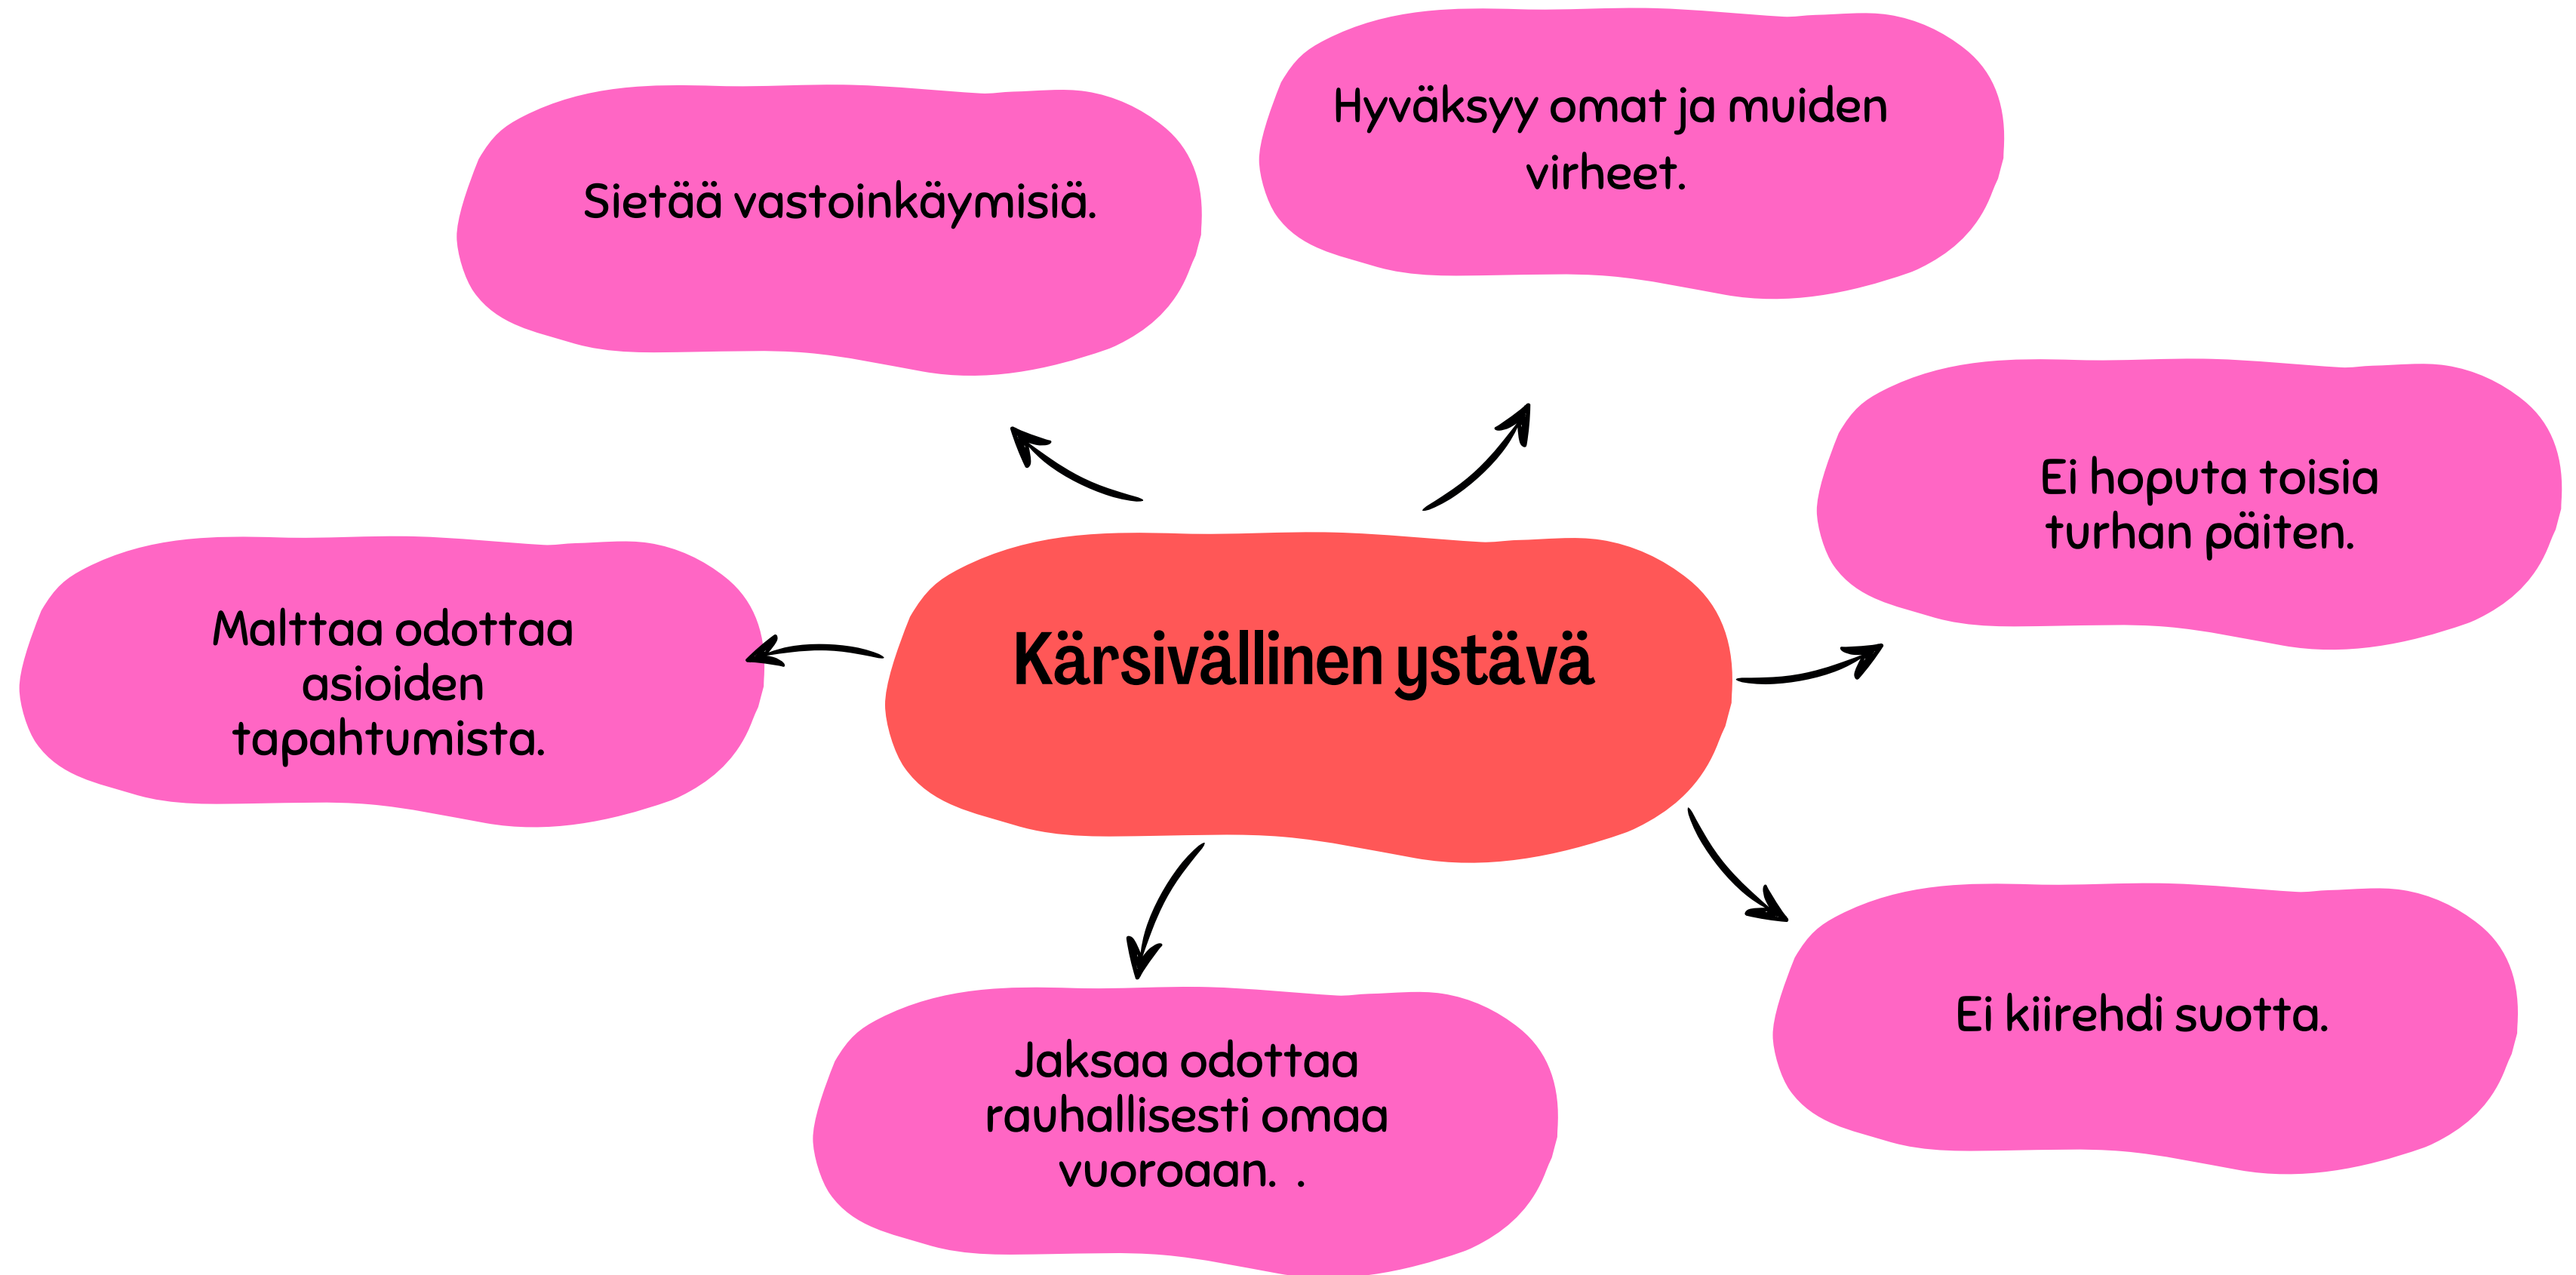 Hyväksyy omat ja muiden
virheet.
Sietää vastoinkäymisiä.
Ei hoputa toisia
turhan päiten.
Malttaa odottaa
asioiden
tapahtumista.
Kärsivällinen ystävä
Ei kiirehdi suotta.
Jaksaa odottaa
rauhallisesti omaa
vuoroaan.  .